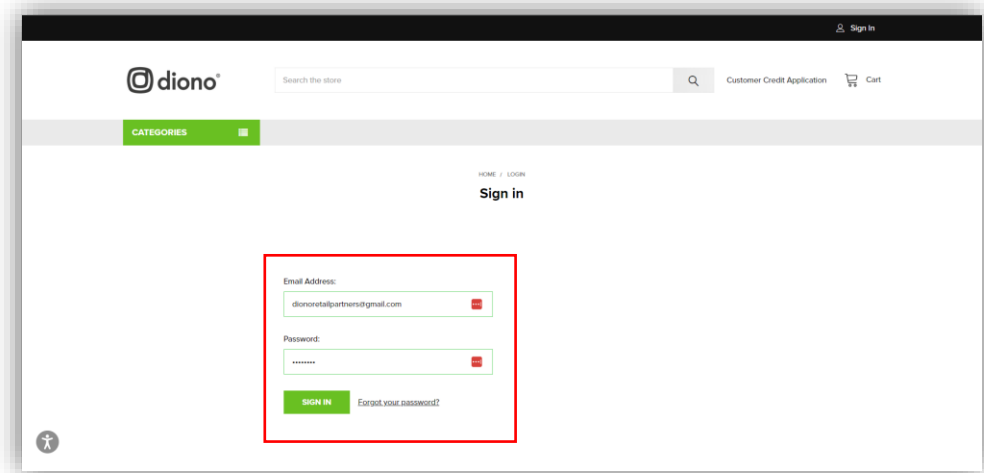 Sign In
diono®
Search the store
Customer Credit Application
Cart
CATEGORIES
HOME / LOGIN
Sign in
Email Address:
dionoretailpartners@gmail.com
Password:
••••••••
SIGN IN
Forgot your password?